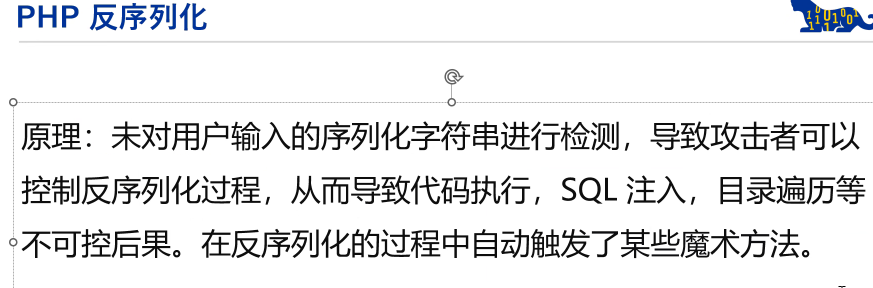 PHP 反序列化
原理：未对用户输入的序列化字符串进行检测，导致攻击者可以
控制反序列化过程，从而导致代码执行，SQL 注入，目录遍历等
不可控后果。在反序列化的过程中自动触发了某些魔术方法。